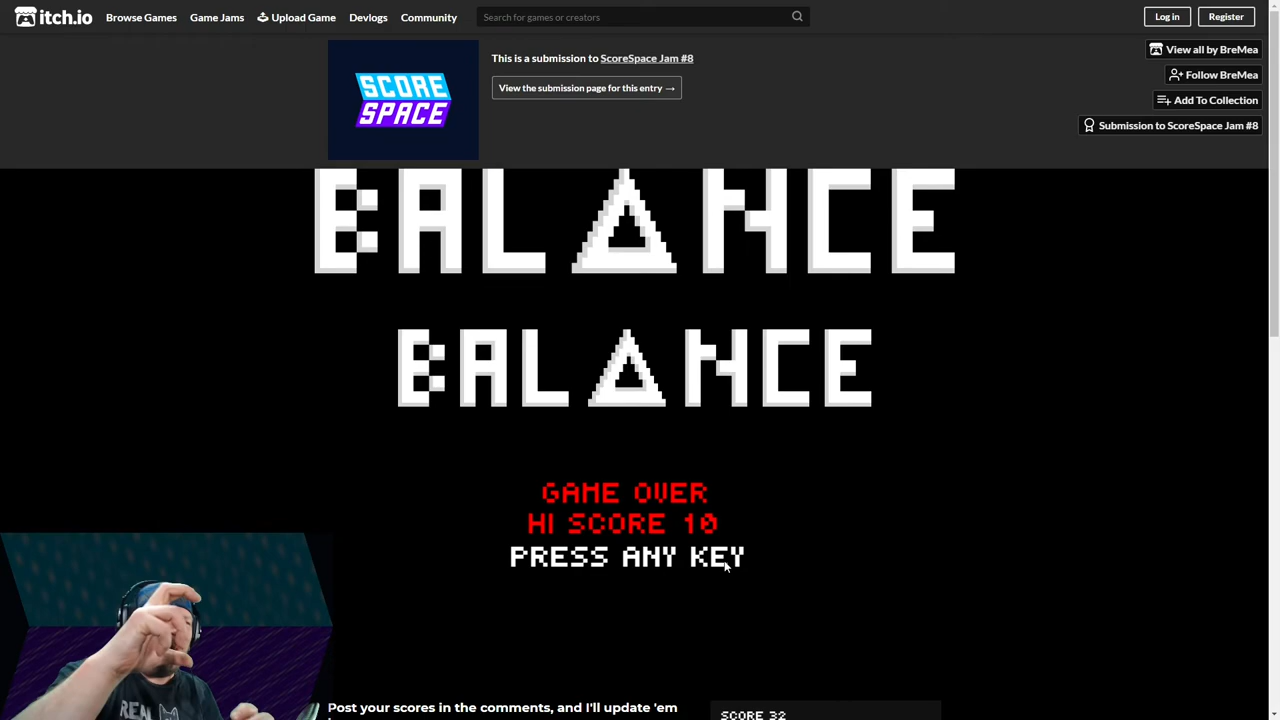 itch.io Browse Games Game Jams Upload Game Devlogs Community Search for games or creators Log in Register
SCORE
SPACE
This is a submission to ScoreSpace Jam #8
View the submission page for this entry →
View all by BreMea
Follow BreMea
Add To Collection
Submission to ScoreSpace Jam #8
BALANCE
BALANCE
GAME OVER
HI SCORE 10
PRESS ANY KEY
Post your scores in the comments, and I'll update 'em
SCORE 32